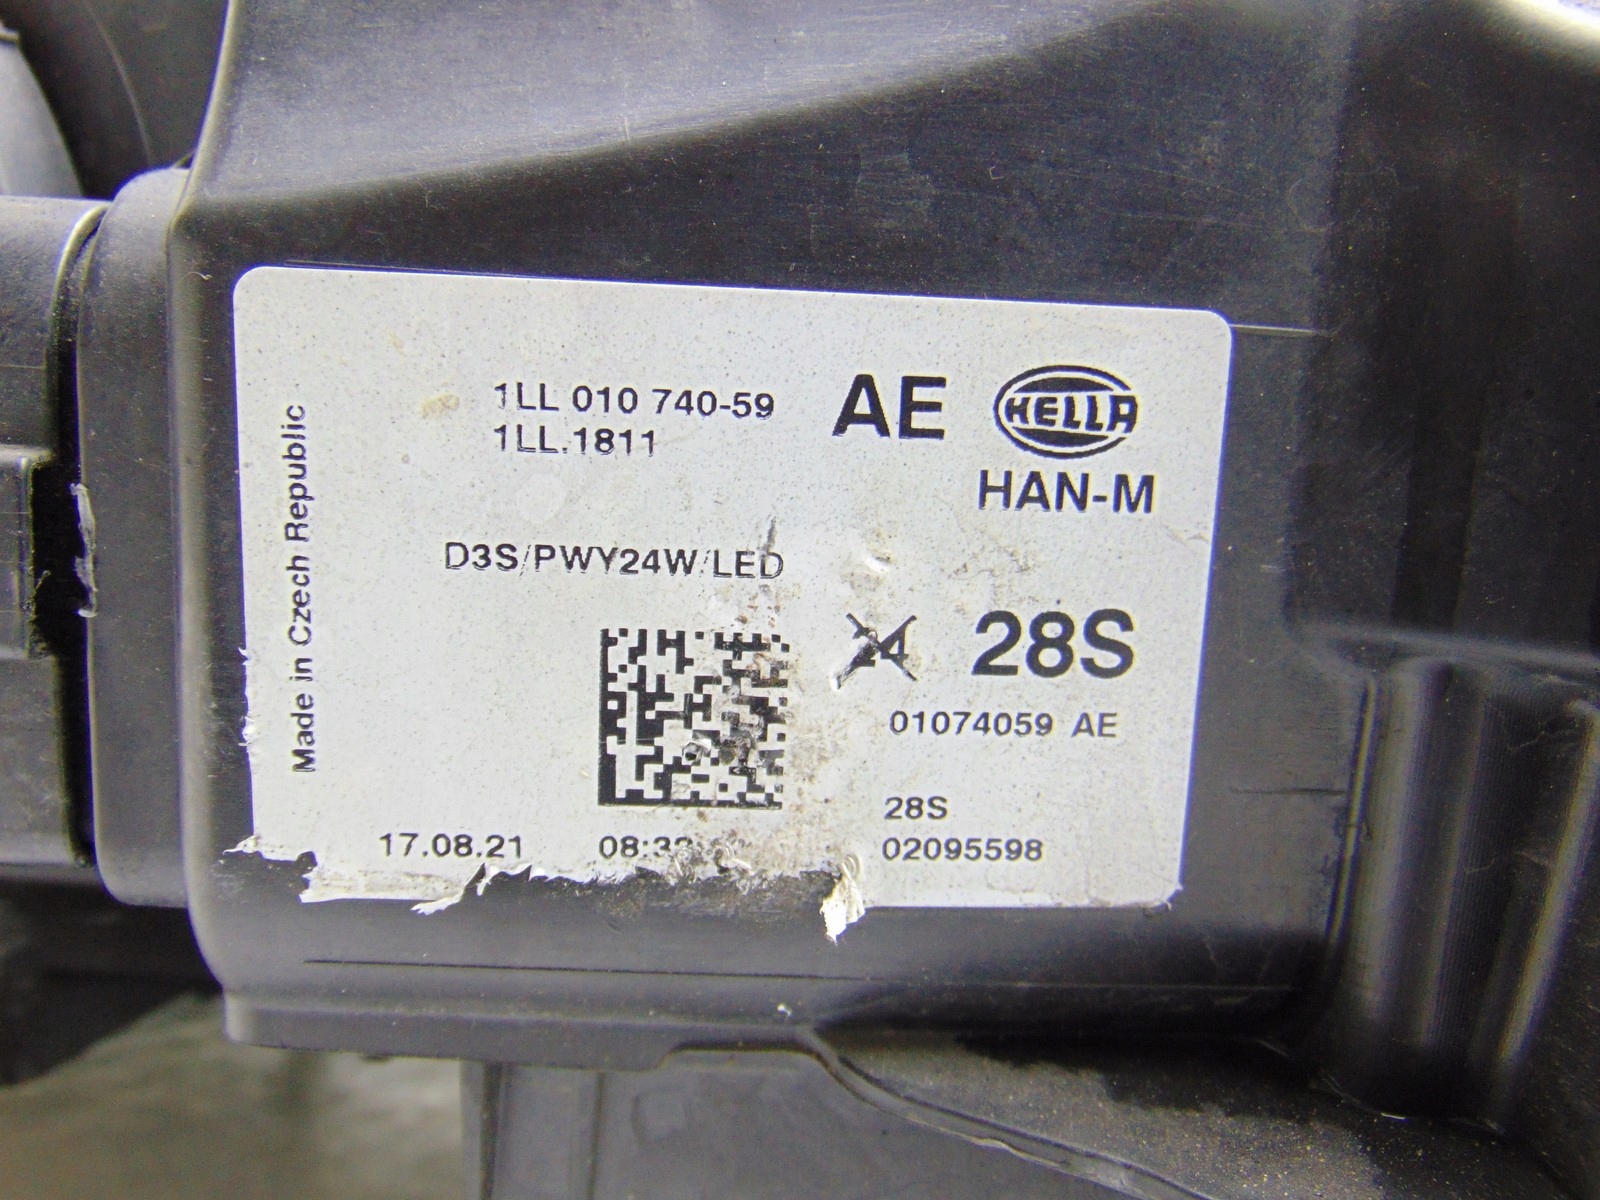 1LL 010 740-59
1LL.1811
AE
HELLA
HAN-M
Made in Czech Republic
D3S/PWY24W/LED
24
28S
01074059 AE
28S
17.08.21
02095598